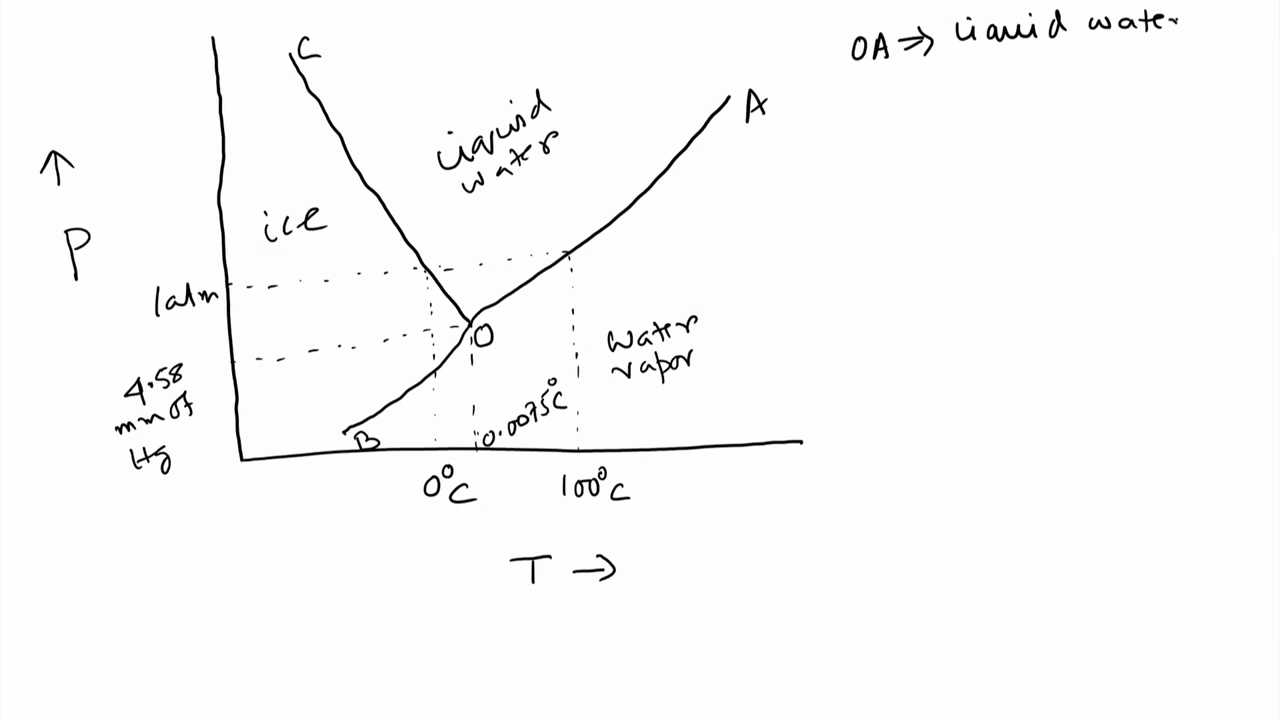 C
OA ⇒ Liquid water
A
Liquid
water
↑
P
ice
1atm
O
water
vapor
4.58
mm of
Hg
0.0075°C
B
0°C
100°C
T →